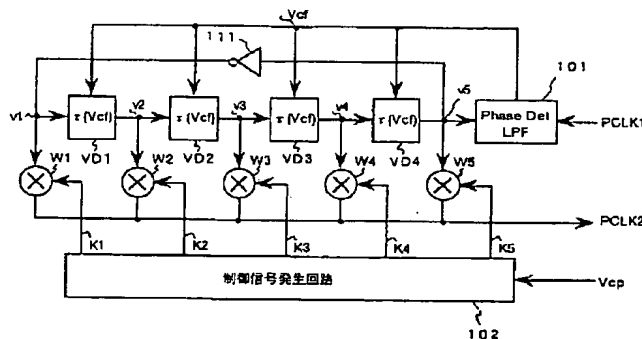 Vcf
111
101
v1
τ(Vcf)
v2
τ(Vcf)
v3
τ(Vcf)
v4
τ(Vcf)
v5
Phase Del
LPF
PCLK1
VD1
VD2
VD3
VD4
W1
W2
W3
W4
W5
PCLK2
K1
K2
K3
K4
K5
制御信号発生回路
Vcp
102